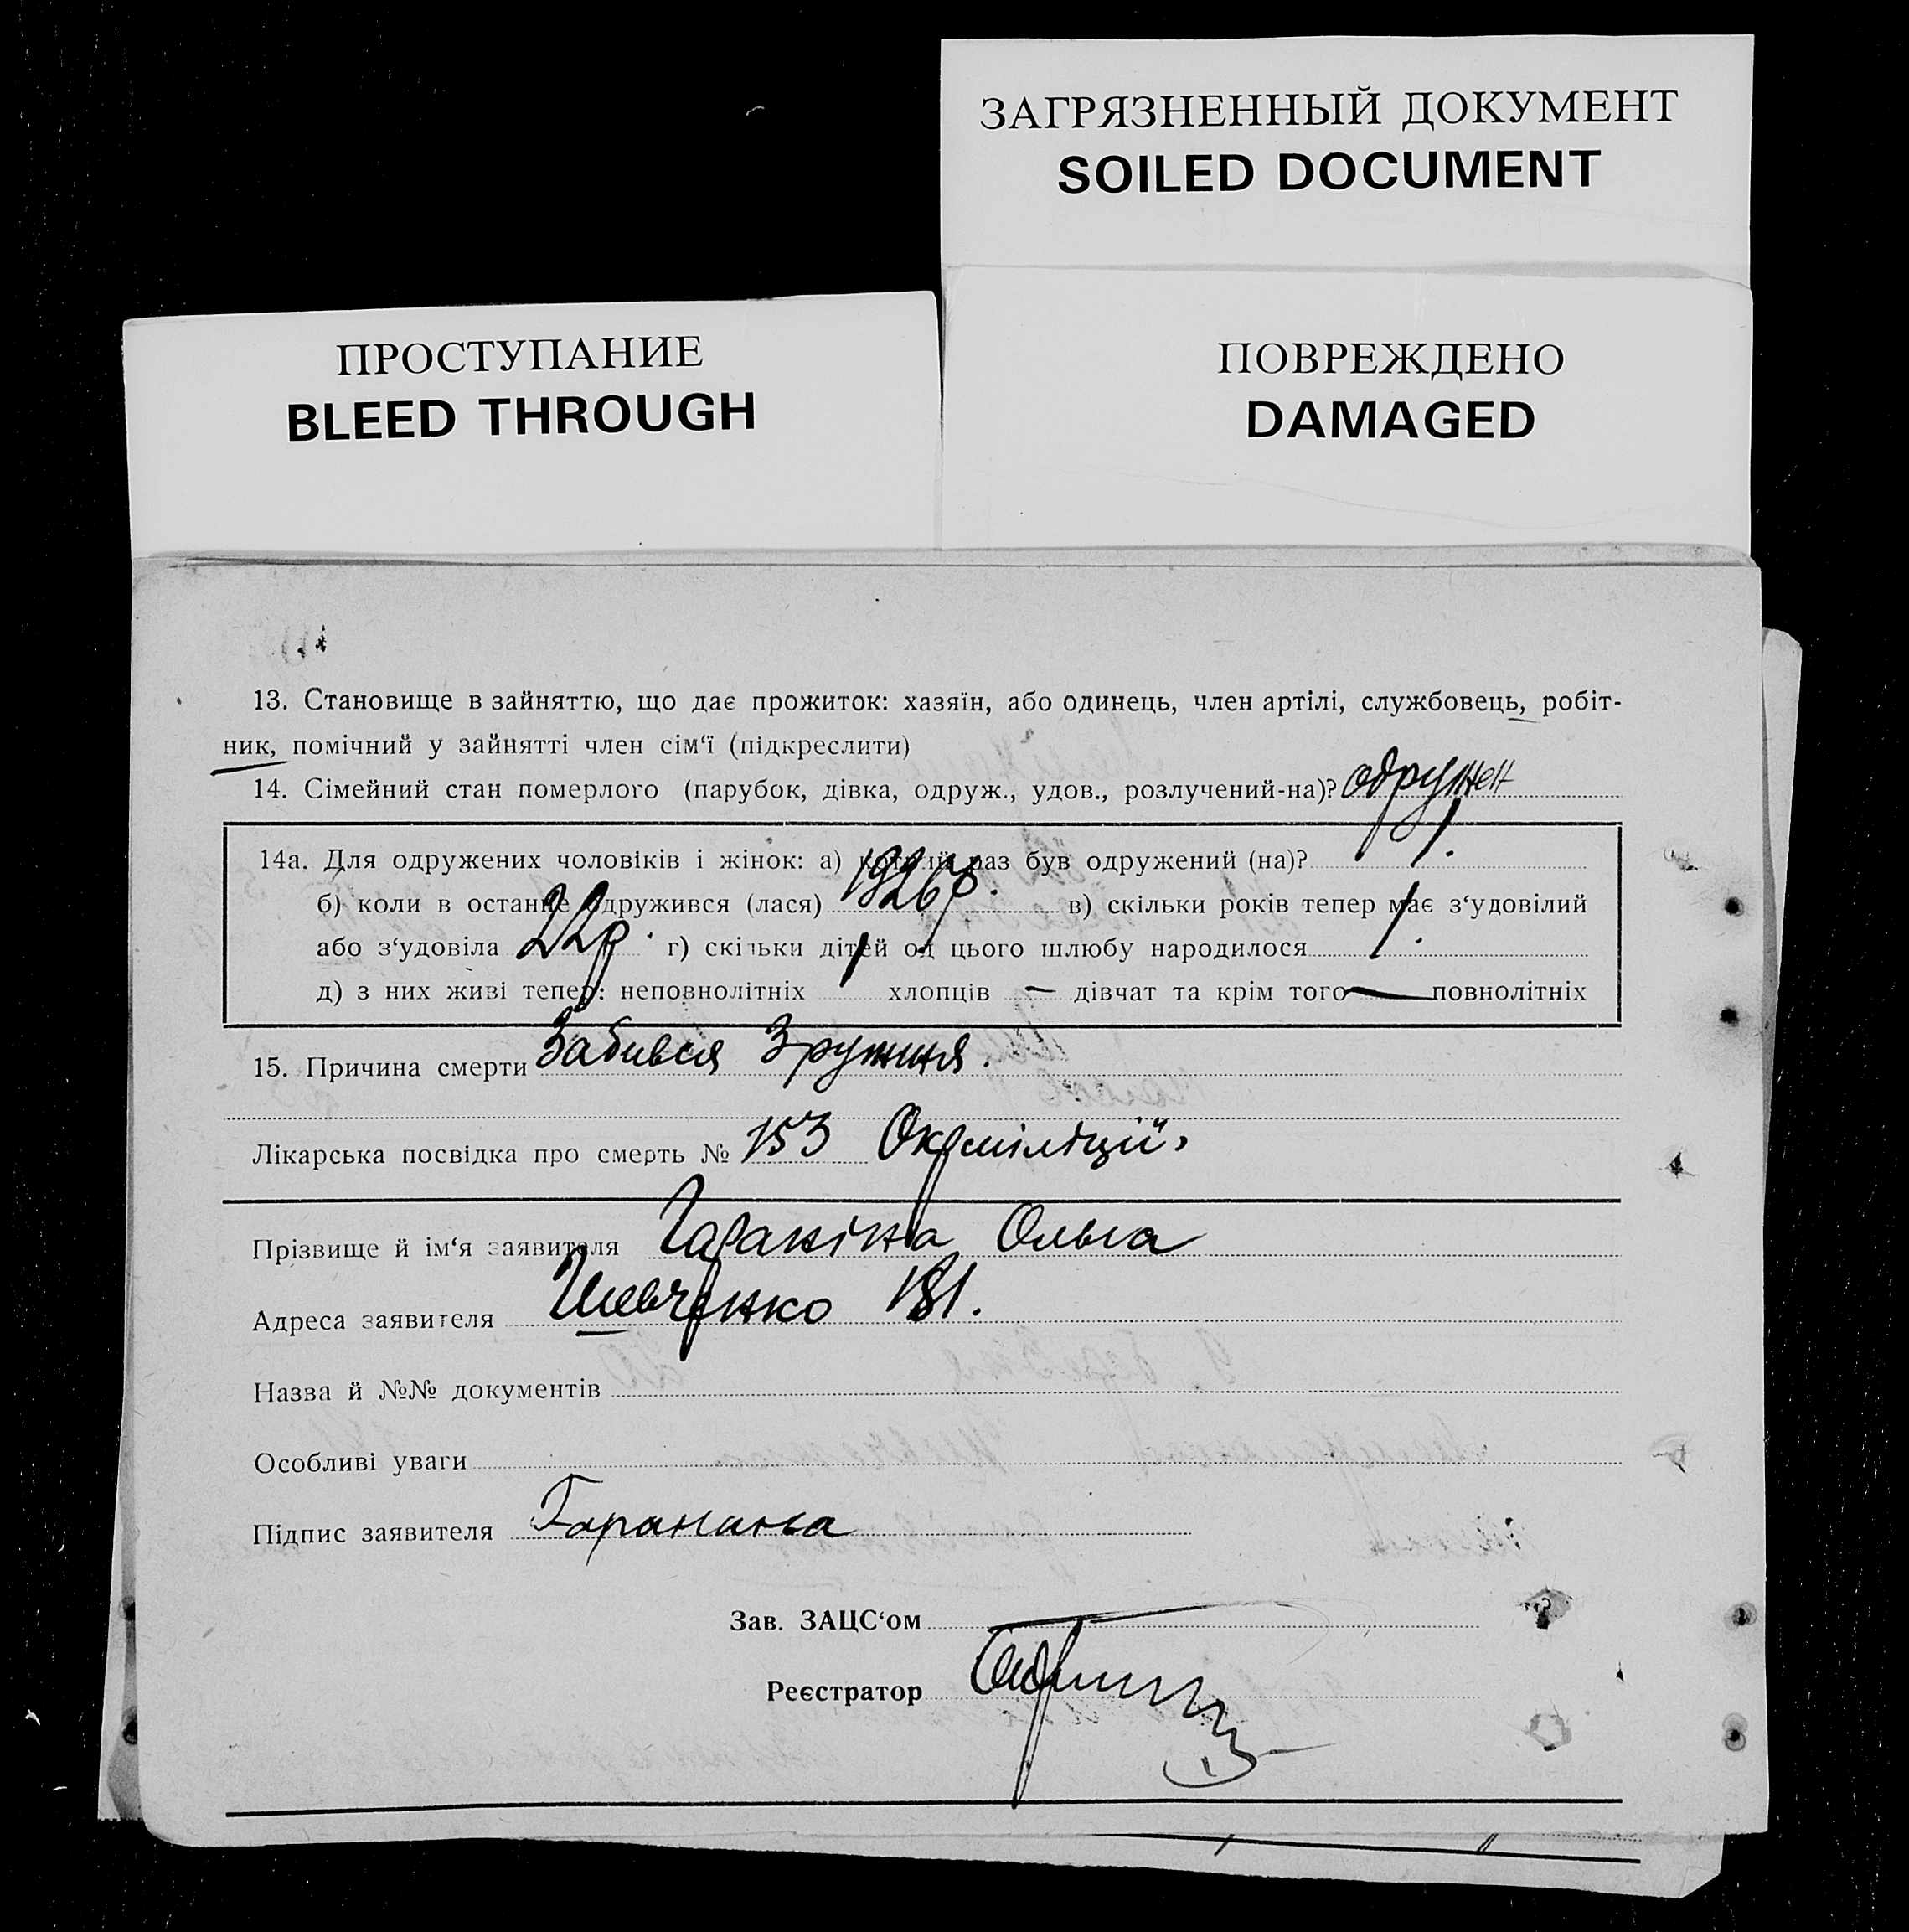 ЗАГРЯЗНЕННЫЙ ДОКУМЕНТ
SOILED DOCUMENT
ПРОСТУПАНИЕ
BLEED THROUGH
ПОВРЕЖДЕНО
DAMAGED
13. Становище в зайняттю, що дає прожиток: хазяїн, або одинець, член артілі, службовець, робіт-
ник, помічний у зайнятті член сім‘ї (підкреслити)
14. Сімейний стан померлого (парубок, дівка, одруж., удов., розлучений-на)? одружен
14а. Для одружених чоловіків і жінок: а) котрий раз був одружений (на)? 1.
б) коли в останнє одружився (лася) 1926р. в) скільки років тепер має з‘удовілий
або з‘удовіла 22р. г) скільки дітей од цього шлюбу народилося 1.
д) з них живі тепер: неповнолітніх 1 хлопців — дівчат та крім того — повнолітніх
15. Причина смерти Забився З ружиця.
Лікарська посвідка про смерть № 153 Окрміліції,
Прізвище й ім‘я заявителя Гараніна Ольга
Адреса заявителя Шевченко 181.
Назва й №№ документів
Особливі уваги
Підпис заявителя Гаранина
Зав. ЗАЦС‘ом
Реєстратор